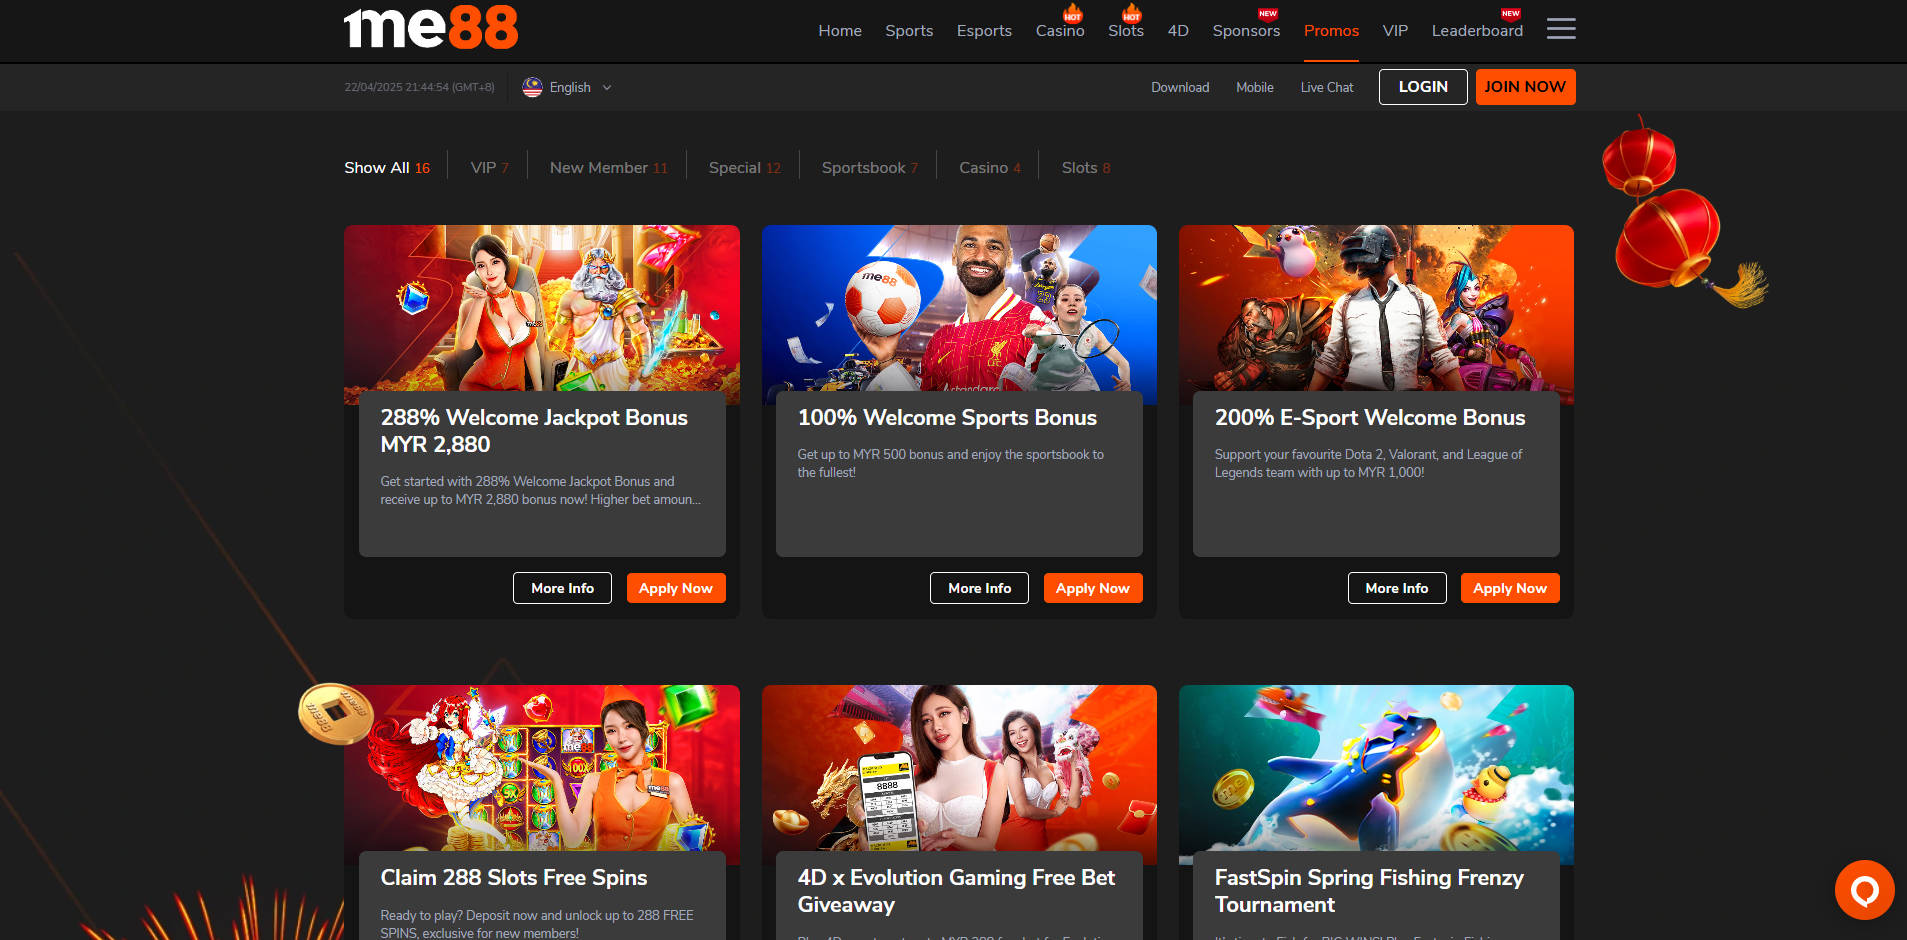 me88
Home Sports Esports Casino Slots 4D Sponsors Promos VIP Leaderboard
HOT HOT NEW NEW
22/04/2025 21:44:54 (GMT+8) English Download Mobile Live Chat LOGIN JOIN NOW
Show All 16 VIP 7 New Member 11 Special 12 Sportsbook 7 Casino 4 Slots 8
me88
288% Welcome Jackpot Bonus
MYR 2,880
Get started with 288% Welcome Jackpot Bonus and
receive up to MYR 2,880 bonus now! Higher bet amoun...
More Info Apply Now
100% Welcome Sports Bonus
Get up to MYR 500 bonus and enjoy the sportsbook to
the fullest!
More Info Apply Now
200% E-Sport Welcome Bonus
Support your favourite Dota 2, Valorant, and League of
Legends team with up to MYR 1,000!
More Info Apply Now
me88
me88
me88
100X
me88
Claim 288 Slots Free Spins
Ready to play? Deposit now and unlock up to 288 FREE
SPINS, exclusive for new members!
8888
4D x Evolution Gaming Free Bet
Giveaway
FastSpin Spring Fishing Frenzy
Tournament